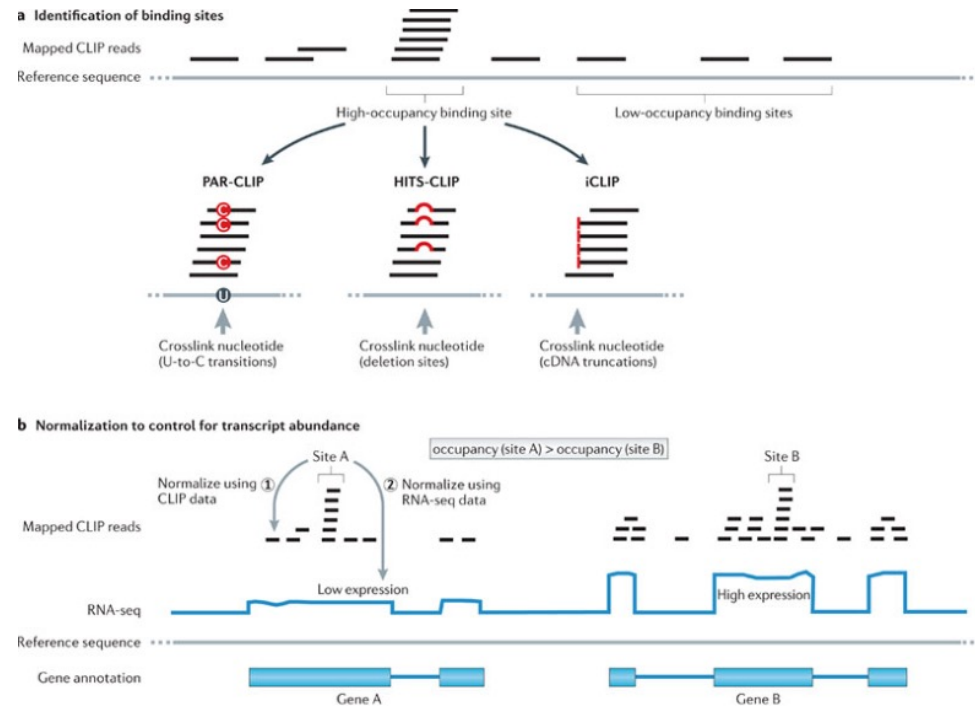 a Identification of binding sites
Mapped CLIP reads
Reference sequence
High-occupancy binding site
Low-occupancy binding sites
PAR-CLIP
HITS-CLIP
iCLIP
C
C
C
U
Crosslink nucleotide
(U-to-C transitions)
Crosslink nucleotide
(deletion sites)
Crosslink nucleotide
(cDNA truncations)
b Normalization to control for transcript abundance
occupancy (site A) > occupancy (site B)
Site A
Site B
Normalize using ①
CLIP data
② Normalize using
RNA-seq data
Mapped CLIP reads
Low expression
High expression
RNA-seq
Reference sequence
Gene annotation
Gene A
Gene B